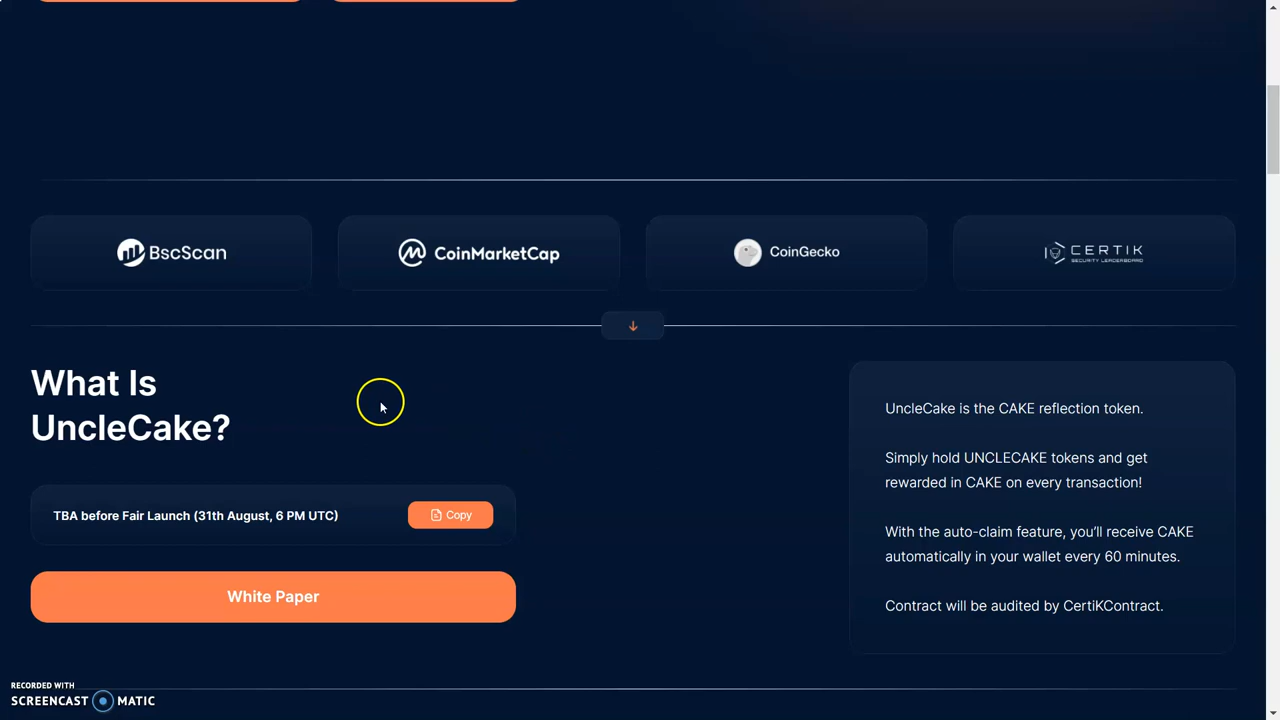 BscScan
CoinMarketCap
CoinGecko
CERTIK
SECURITY LEADERBOARD
What Is
UncleCake?
TBA before Fair Launch (31th August, 6 PM UTC)
Copy
White Paper
UncleCake is the CAKE reflection token.
Simply hold UNCLECAKE tokens and get
rewarded in CAKE on every transaction!
With the auto-claim feature, you’ll receive CAKE
automatically in your wallet every 60 minutes.
Contract will be audited by CertiKContract.
RECORDED WITH
SCREENCAST MATIC